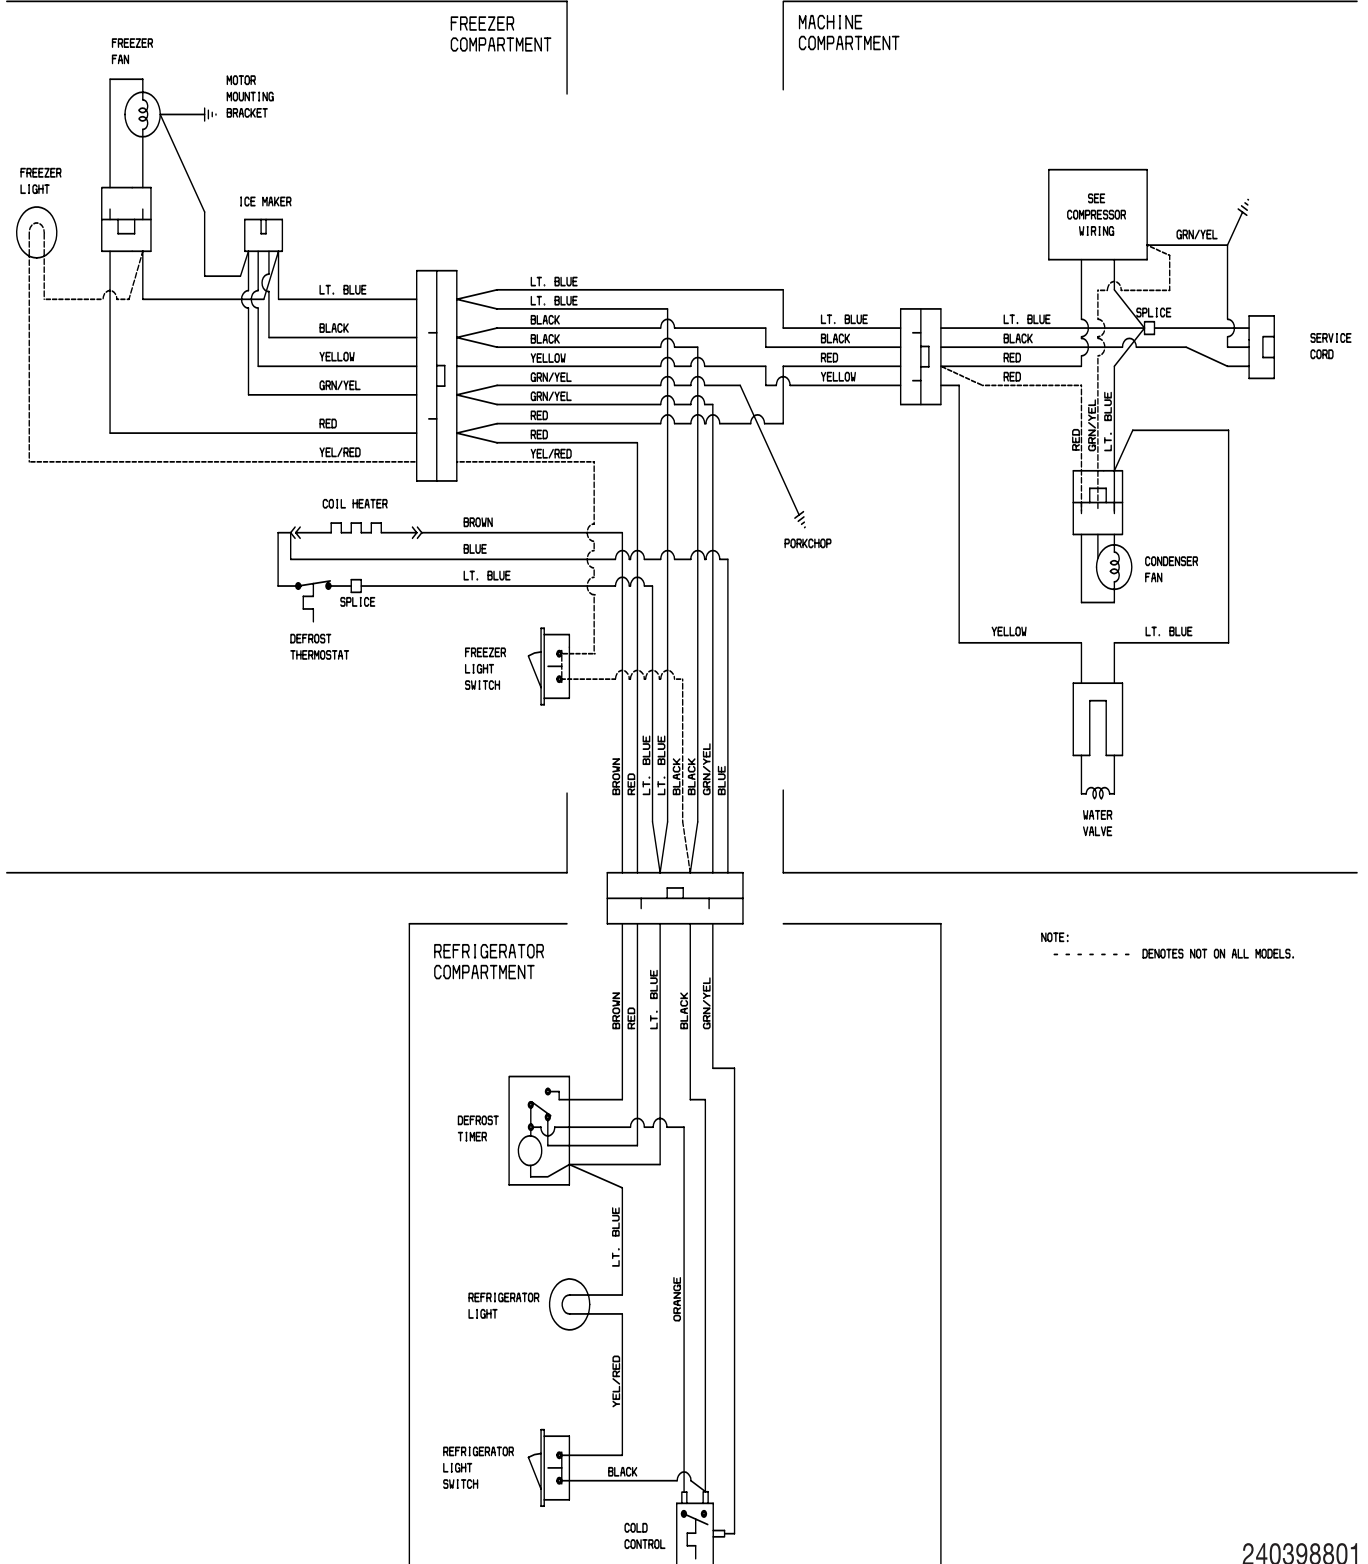 FREEZER
COMPARTMENT
MACHINE
COMPARTMENT
FREEZER
FAN
MOTOR
MOUNTING
BRACKET
FREEZER
LIGHT
ICE MAKER
SEE
COMPRESSOR
WIRING
GRN/YEL
LT. BLUE
BLACK
YELLOW
GRN/YEL
RED
YEL/RED
LT. BLUE
LT. BLUE
BLACK
BLACK
YELLOW
GRN/YEL
GRN/YEL
RED
RED
YEL/RED
LT. BLUE
BLACK
RED
YELLOW
LT. BLUE
BLACK
RED
RED
SPLICE
SERVICE
CORD
RED
GRN/YEL
LT. BLUE
COIL HEATER
BROWN
BLUE
LT. BLUE
SPLICE
DEFROST
THERMOSTAT
PORKCHOP
CONDENSER
FAN
FREEZER
LIGHT
SWITCH
YELLOW
LT. BLUE
BROWN
RED
LT. BLUE
LT. BLUE
BLACK
BLACK
GRN/YEL
BLUE
WATER
VALVE
REFRIGERATOR
COMPARTMENT
NOTE:
- - - - - - - DENOTES NOT ON ALL MODELS.
BROWN
RED
LT. BLUE
BLACK
GRN/YEL
DEFROST
TIMER
LT. BLUE
ORANGE
REFRIGERATOR
LIGHT
YEL/RED
REFRIGERATOR
LIGHT
SWITCH
BLACK
COLD
CONTROL
240398801